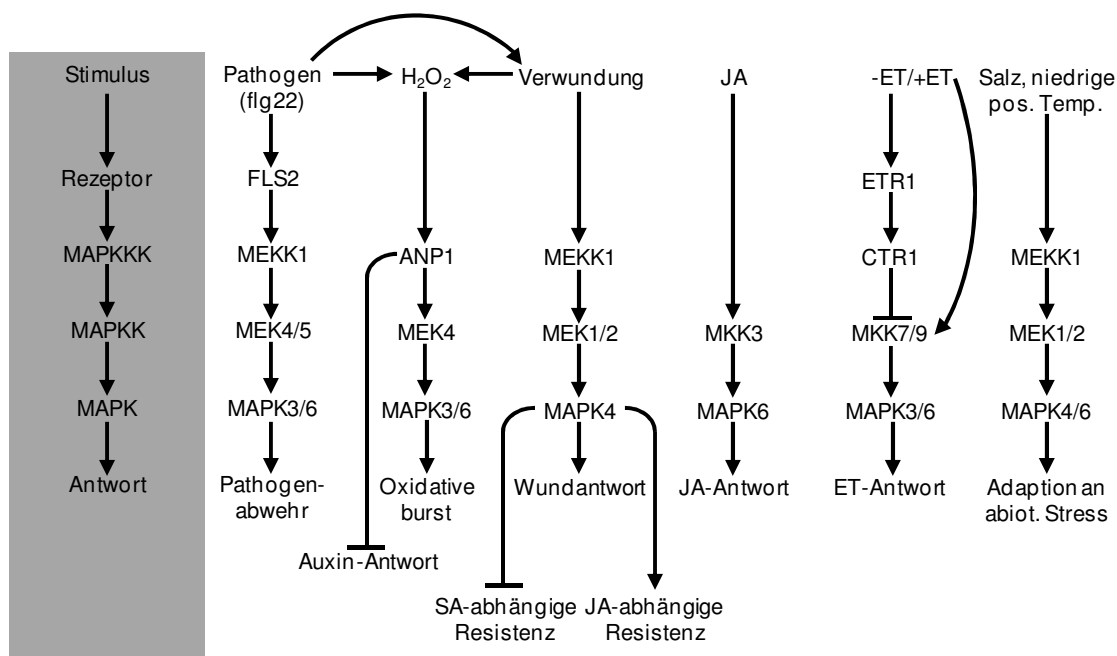 Stimulus
Pathogen
(flg22)
H₂O₂
Verwundung
JA
-ET/+ET
Salz, niedrige
pos. Temp.
Rezeptor
FLS2
ETR1
MAPKKK
MEKK1
ANP1
MEKK1
CTR1
MEKK1
MAPKK
MEK4/5
MEK4
MEK1/2
MKK3
MKK7/9
MEK1/2
MAPK
MAPK3/6
MAPK3/6
MAPK4
MAPK6
MAPK3/6
MAPK4/6
Antwort
Pathogen-
abwehr
Oxidative
burst
Wundantwort
JA-Antwort
ET-Antwort
Adaption an
abiot. Stress
Auxin-Antwort
SA-abhängige
Resistenz
JA-abhängige
Resistenz